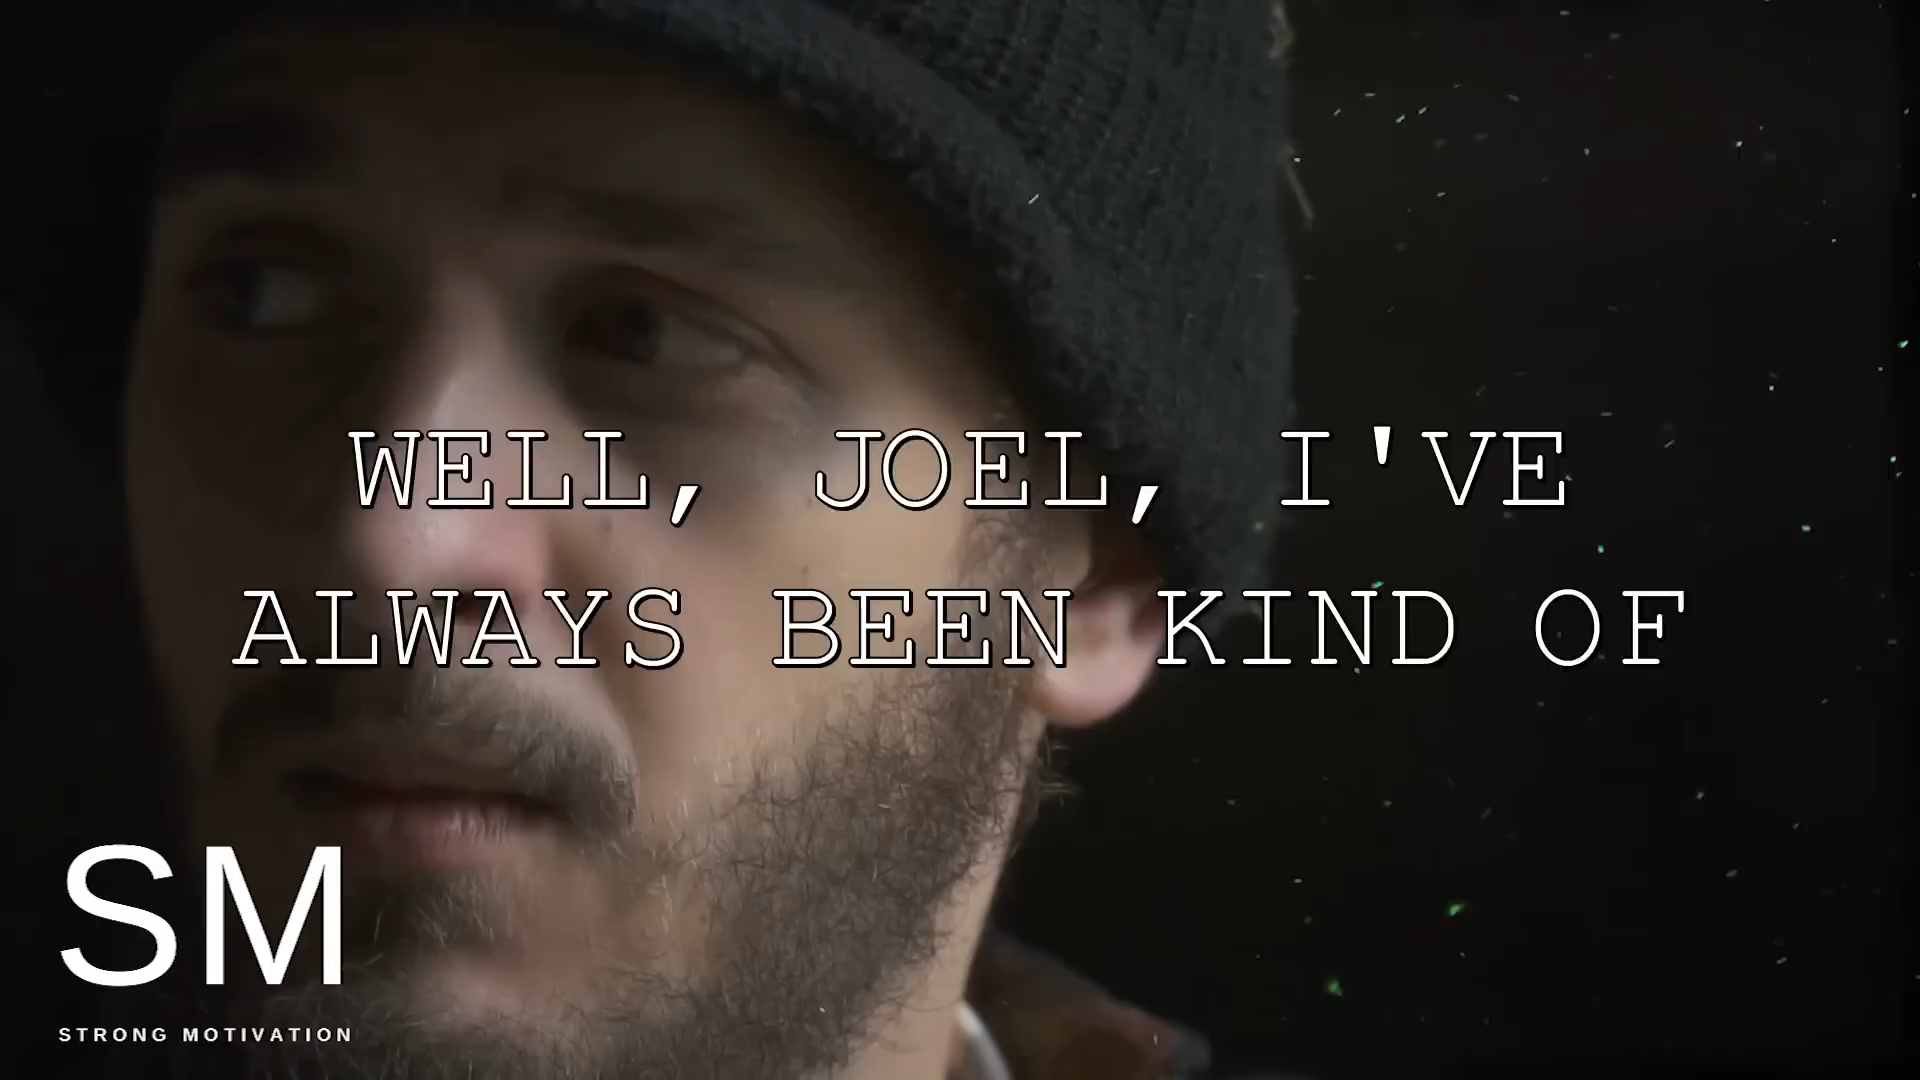 WELL, JOEL, I'VE
ALWAYS BEEN KIND OF
SM
STRONG MOTIVATION